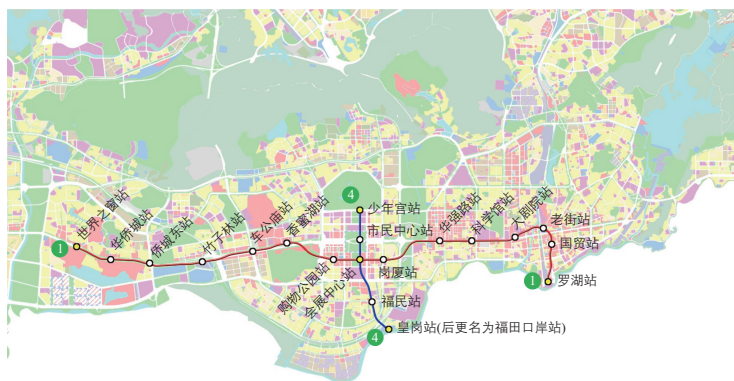 4
少年宫站
市民中心站
1
世界之窗站
华侨城站
侨城东站
竹子林站
车公庙站
香蜜湖站
购物公园站
会展中心站
岗厦站
华强路站
科学馆站
大剧院站
老街站
国贸站
1
罗湖站
福民站
4
皇岗站(后更名为福田口岸站)